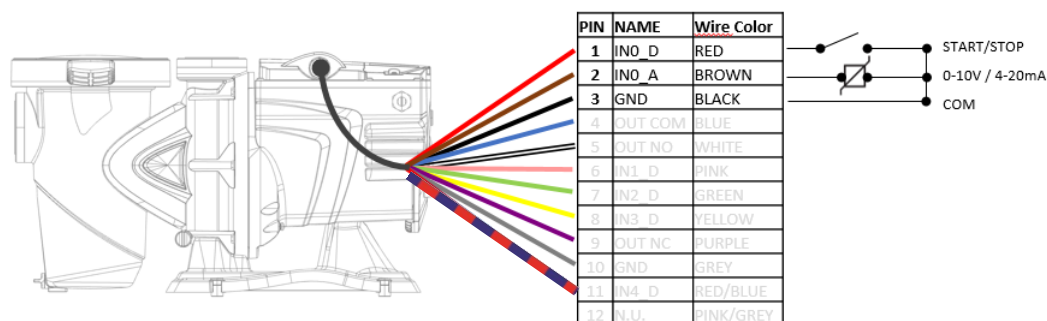 PIN NAME Wire Color
1 IN0_D RED START/STOP
2 IN0_A BROWN 0-10V / 4-20mA
3 GND BLACK COM
4 OUT COM BLUE
5 OUT NO WHITE
6 IN1_D PINK
7 IN2_D GREEN
8 IN3_D YELLOW
9 OUT NC PURPLE
10 GND GREY
11 IN4_D RED/BLUE
12 N.U. PINK/GREY